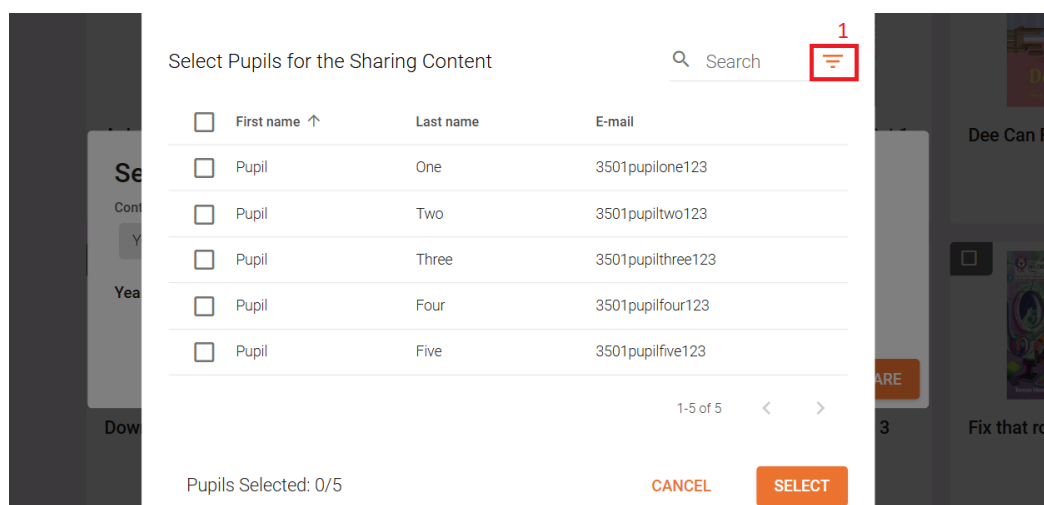 1
Select Pupils for the Sharing Content Search
First name Last name E-mail
Pupil One 3501pupilone123
Pupil Two 3501pupiltwo123
Pupil Three 3501pupilthree123
Pupil Four 3501pupilfour123
Pupil Five 3501pupilfive123
1-5 of 5
Pupils Selected: 0/5 CANCEL SELECT
Se
Cont
Y
Yea
ARE
Dow
3
Dee Can
Fix that ro